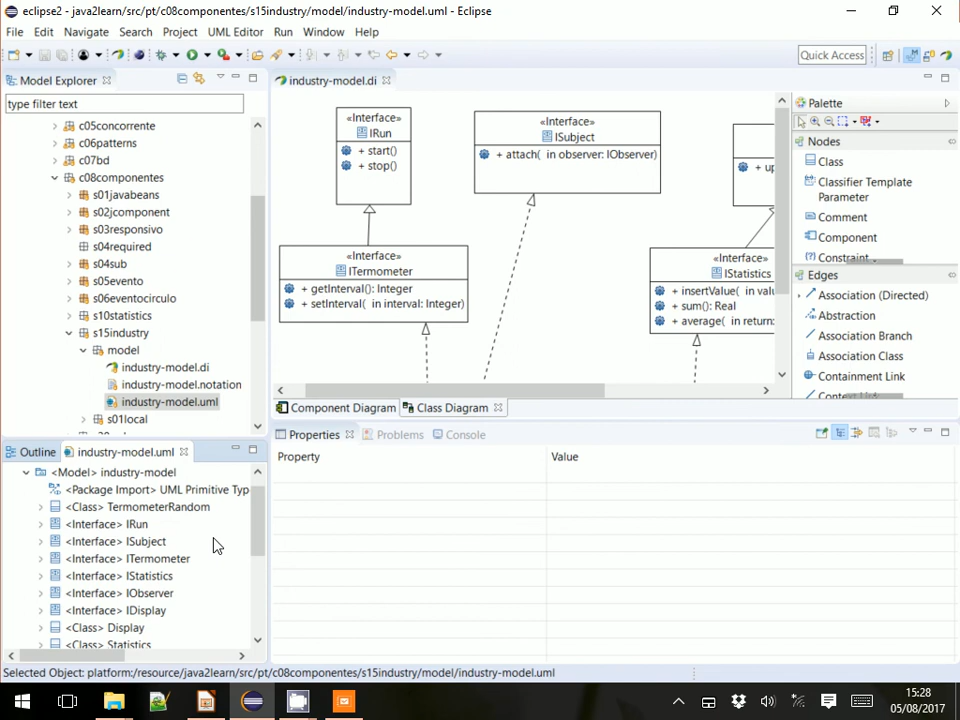 eclipse2 - java2learn/src/pt/c08componentes/s15industry/model/industry-model.uml - Eclipse
File Edit Navigate Search Project UML Editor Run Window Help
Quick Access
Model Explorer
type filter text
c05concorrente
c06patterns
c07bd
c08componentes
s01javabeans
s02jcomponent
s03responsivo
s04required
s04sub
s05evento
s06eventocirculo
s10statistics
s15industry
model
industry-model.di
industry-model.notation
industry-model.uml
s01local
industry-model.di
«Interface»
IRun
+ start()
+ stop()
«Interface»
ISubject
+ attach( in observer: IObserver)
+ up
«Interface»
ITermometer
+ getInterval(): Integer
+ setInterval( in interval: Integer)
«Interface»
IStatistics
+ insertValue( in valu
+ sum(): Real
+ average( in return:
Component Diagram
Class Diagram
Palette
Nodes
Class
Classifier Template
Parameter
Comment
Component
Constraint
Edges
Association (Directed)
Abstraction
Association Branch
Association Class
Containment Link
Context Link
Outline
industry-model.uml
<Model> industry-model
<Package Import> UML Primitive Typ
<Class> TermometerRandom
<Interface> IRun
<Interface> ISubject
<Interface> ITermometer
<Interface> IStatistics
<Interface> IObserver
<Interface> IDisplay
<Class> Display
<Class> Statistics
Properties
Problems
Console
Property Value
Selected Object: platform:/resource/java2learn/src/pt/c08componentes/s15industry/model/industry-model.uml
15:28
05/08/2017